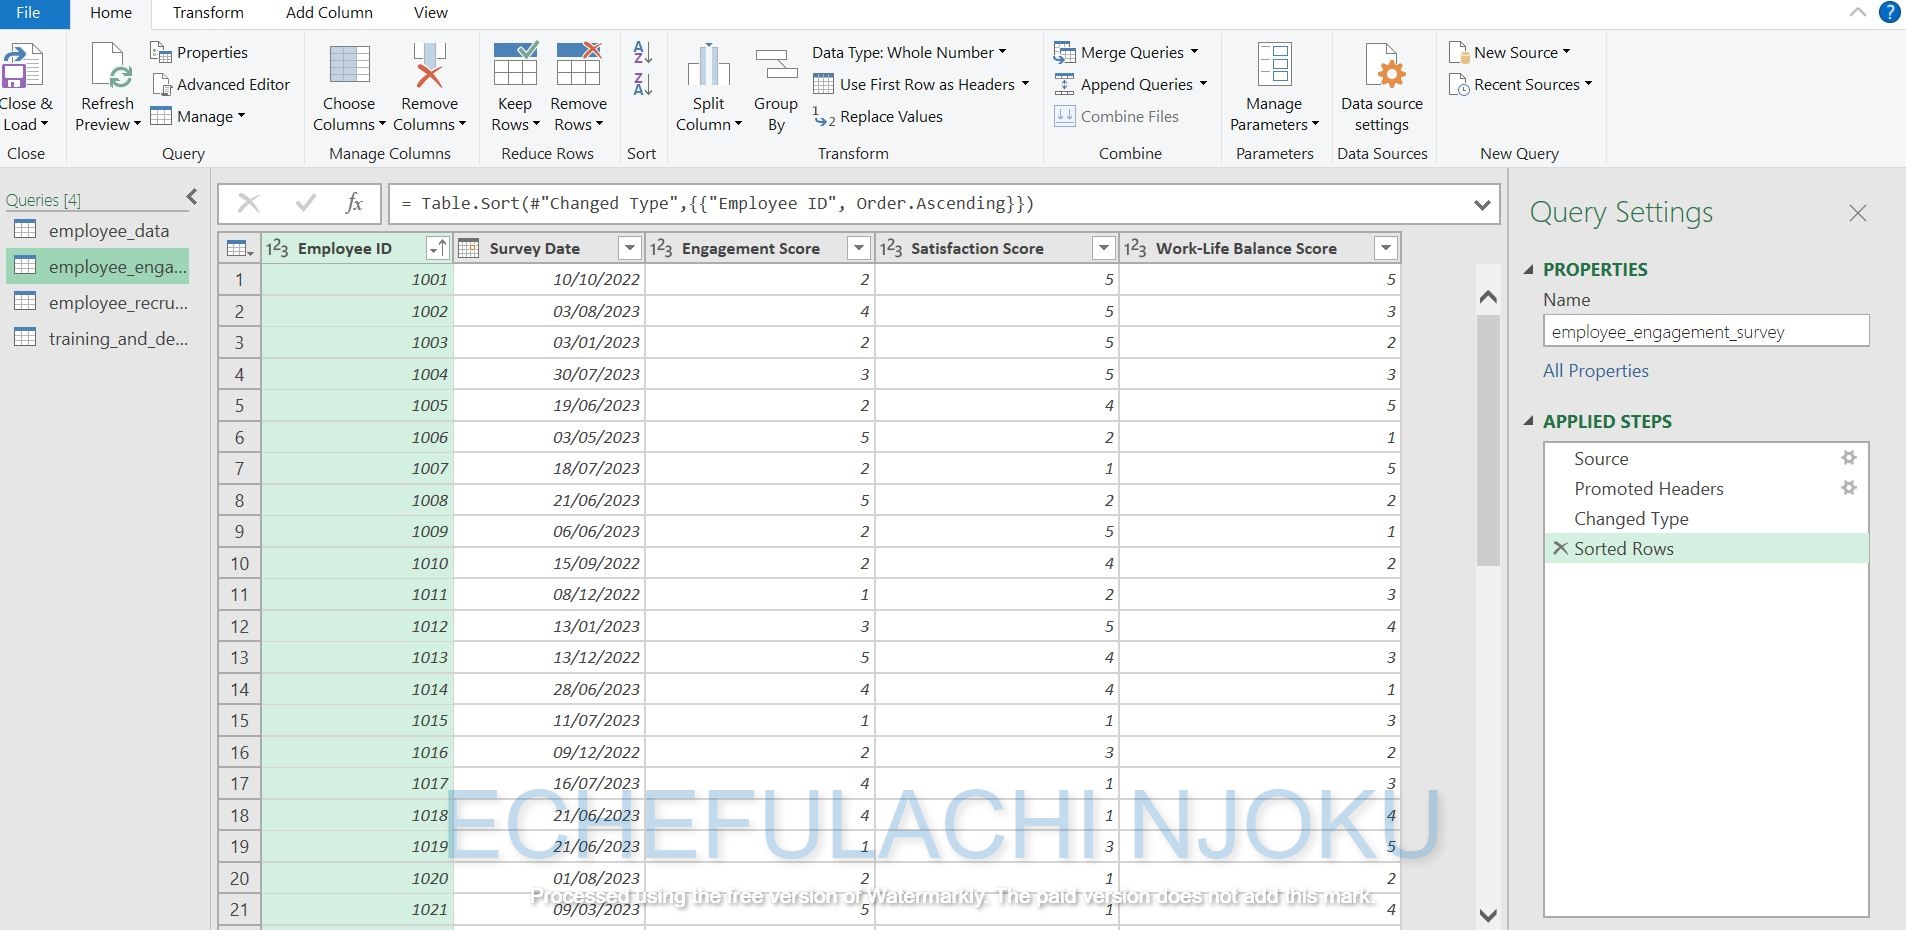 File Home Transform Add Column View
Close & Load
Close
Refresh Preview
Properties
Advanced Editor
Manage
Query
Choose Columns
Remove Columns
Manage Columns
Keep Rows
Remove Rows
Reduce Rows
Sort
Split Column
Group By
Data Type: Whole Number
Use First Row as Headers
Replace Values
Transform
Merge Queries
Append Queries
Combine Files
Combine
Manage Parameters
Parameters
Data source settings
Data Sources
New Source
Recent Sources
New Query
Queries [4]
employee_data
employee_enga...
employee_recru...
training_and_de...
fx = Table.Sort(#"Changed Type",{{"Employee ID", Order.Ascending}})
Employee ID Survey Date Engagement Score Satisfaction Score Work-Life Balance Score
1 1001 10/10/2022 2 5 5
2 1002 03/08/2023 4 5 3
3 1003 03/01/2023 2 5 2
4 1004 30/07/2023 3 5 3
5 1005 19/06/2023 2 4 5
6 1006 03/05/2023 5 2 1
7 1007 18/07/2023 2 1 5
8 1008 21/06/2023 5 2 2
9 1009 06/06/2023 2 5 1
10 1010 15/09/2022 2 4 2
11 1011 08/12/2022 1 2 3
12 1012 13/01/2023 3 5 4
13 1013 13/12/2022 5 4 3
14 1014 28/06/2023 4 4 1
15 1015 11/07/2023 1 1 3
16 1016 09/12/2022 2 3 2
17 1017 16/07/2023 4 1 3
18 1018 21/06/2023 4 1 4
19 1019 21/06/2023 1 3 5
20 1020 01/08/2023 2 1 2
21 1021 09/03/2023 5 1 4
ECHEFULACHI NJOKU
Processed using the free version of Watermarkly. The paid version does not add this mark.
Query Settings
PROPERTIES
Name
employee_engagement_survey
All Properties
APPLIED STEPS
Source
Promoted Headers
Changed Type
Sorted Rows